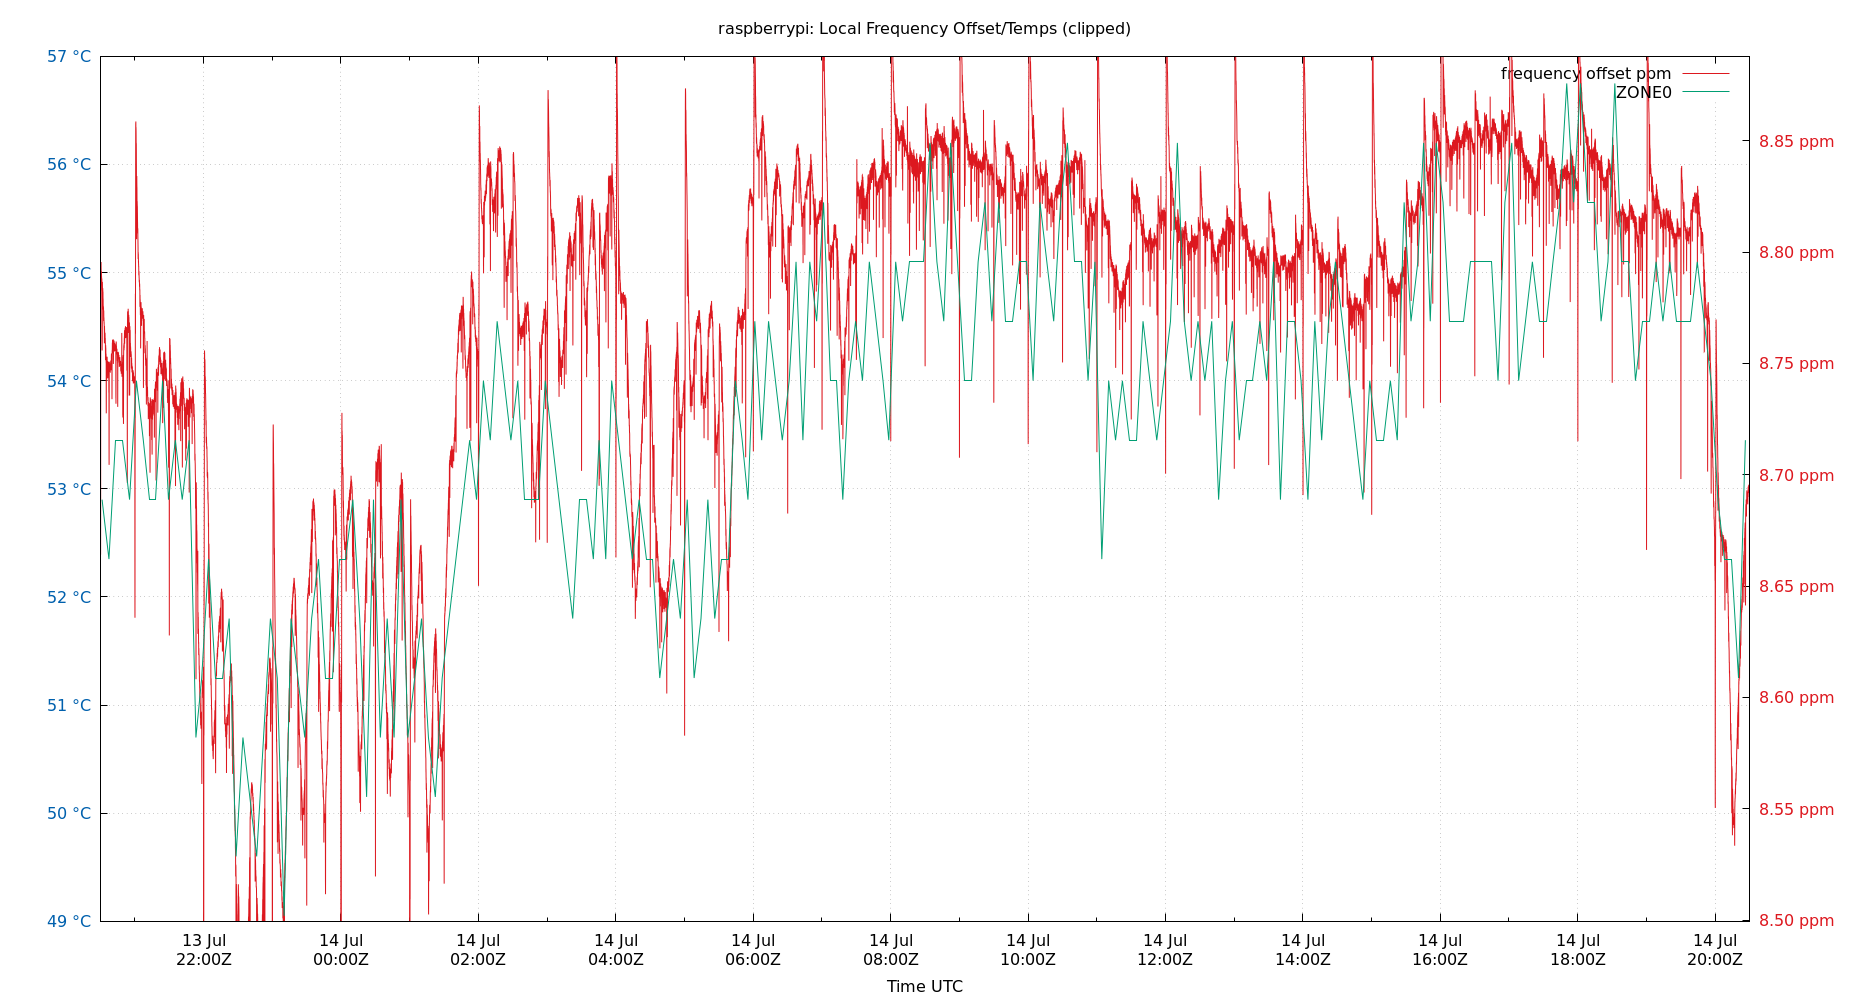 raspberrypi: Local Frequency Offset/Temps (clipped)
57 °C
56 °C
55 °C
54 °C
53 °C
52 °C
51 °C
50 °C
49 °C
frequency offset ppm
ZONE0
8.85 ppm
8.80 ppm
8.75 ppm
8.70 ppm
8.65 ppm
8.60 ppm
8.55 ppm
8.50 ppm
13 Jul 14 Jul 14 Jul 14 Jul 14 Jul 14 Jul 14 Jul 14 Jul 14 Jul 14 Jul 14 Jul 14 Jul
22:00Z 00:00Z 02:00Z 04:00Z 06:00Z 08:00Z 10:00Z 12:00Z 14:00Z 16:00Z 18:00Z 20:00Z
Time UTC